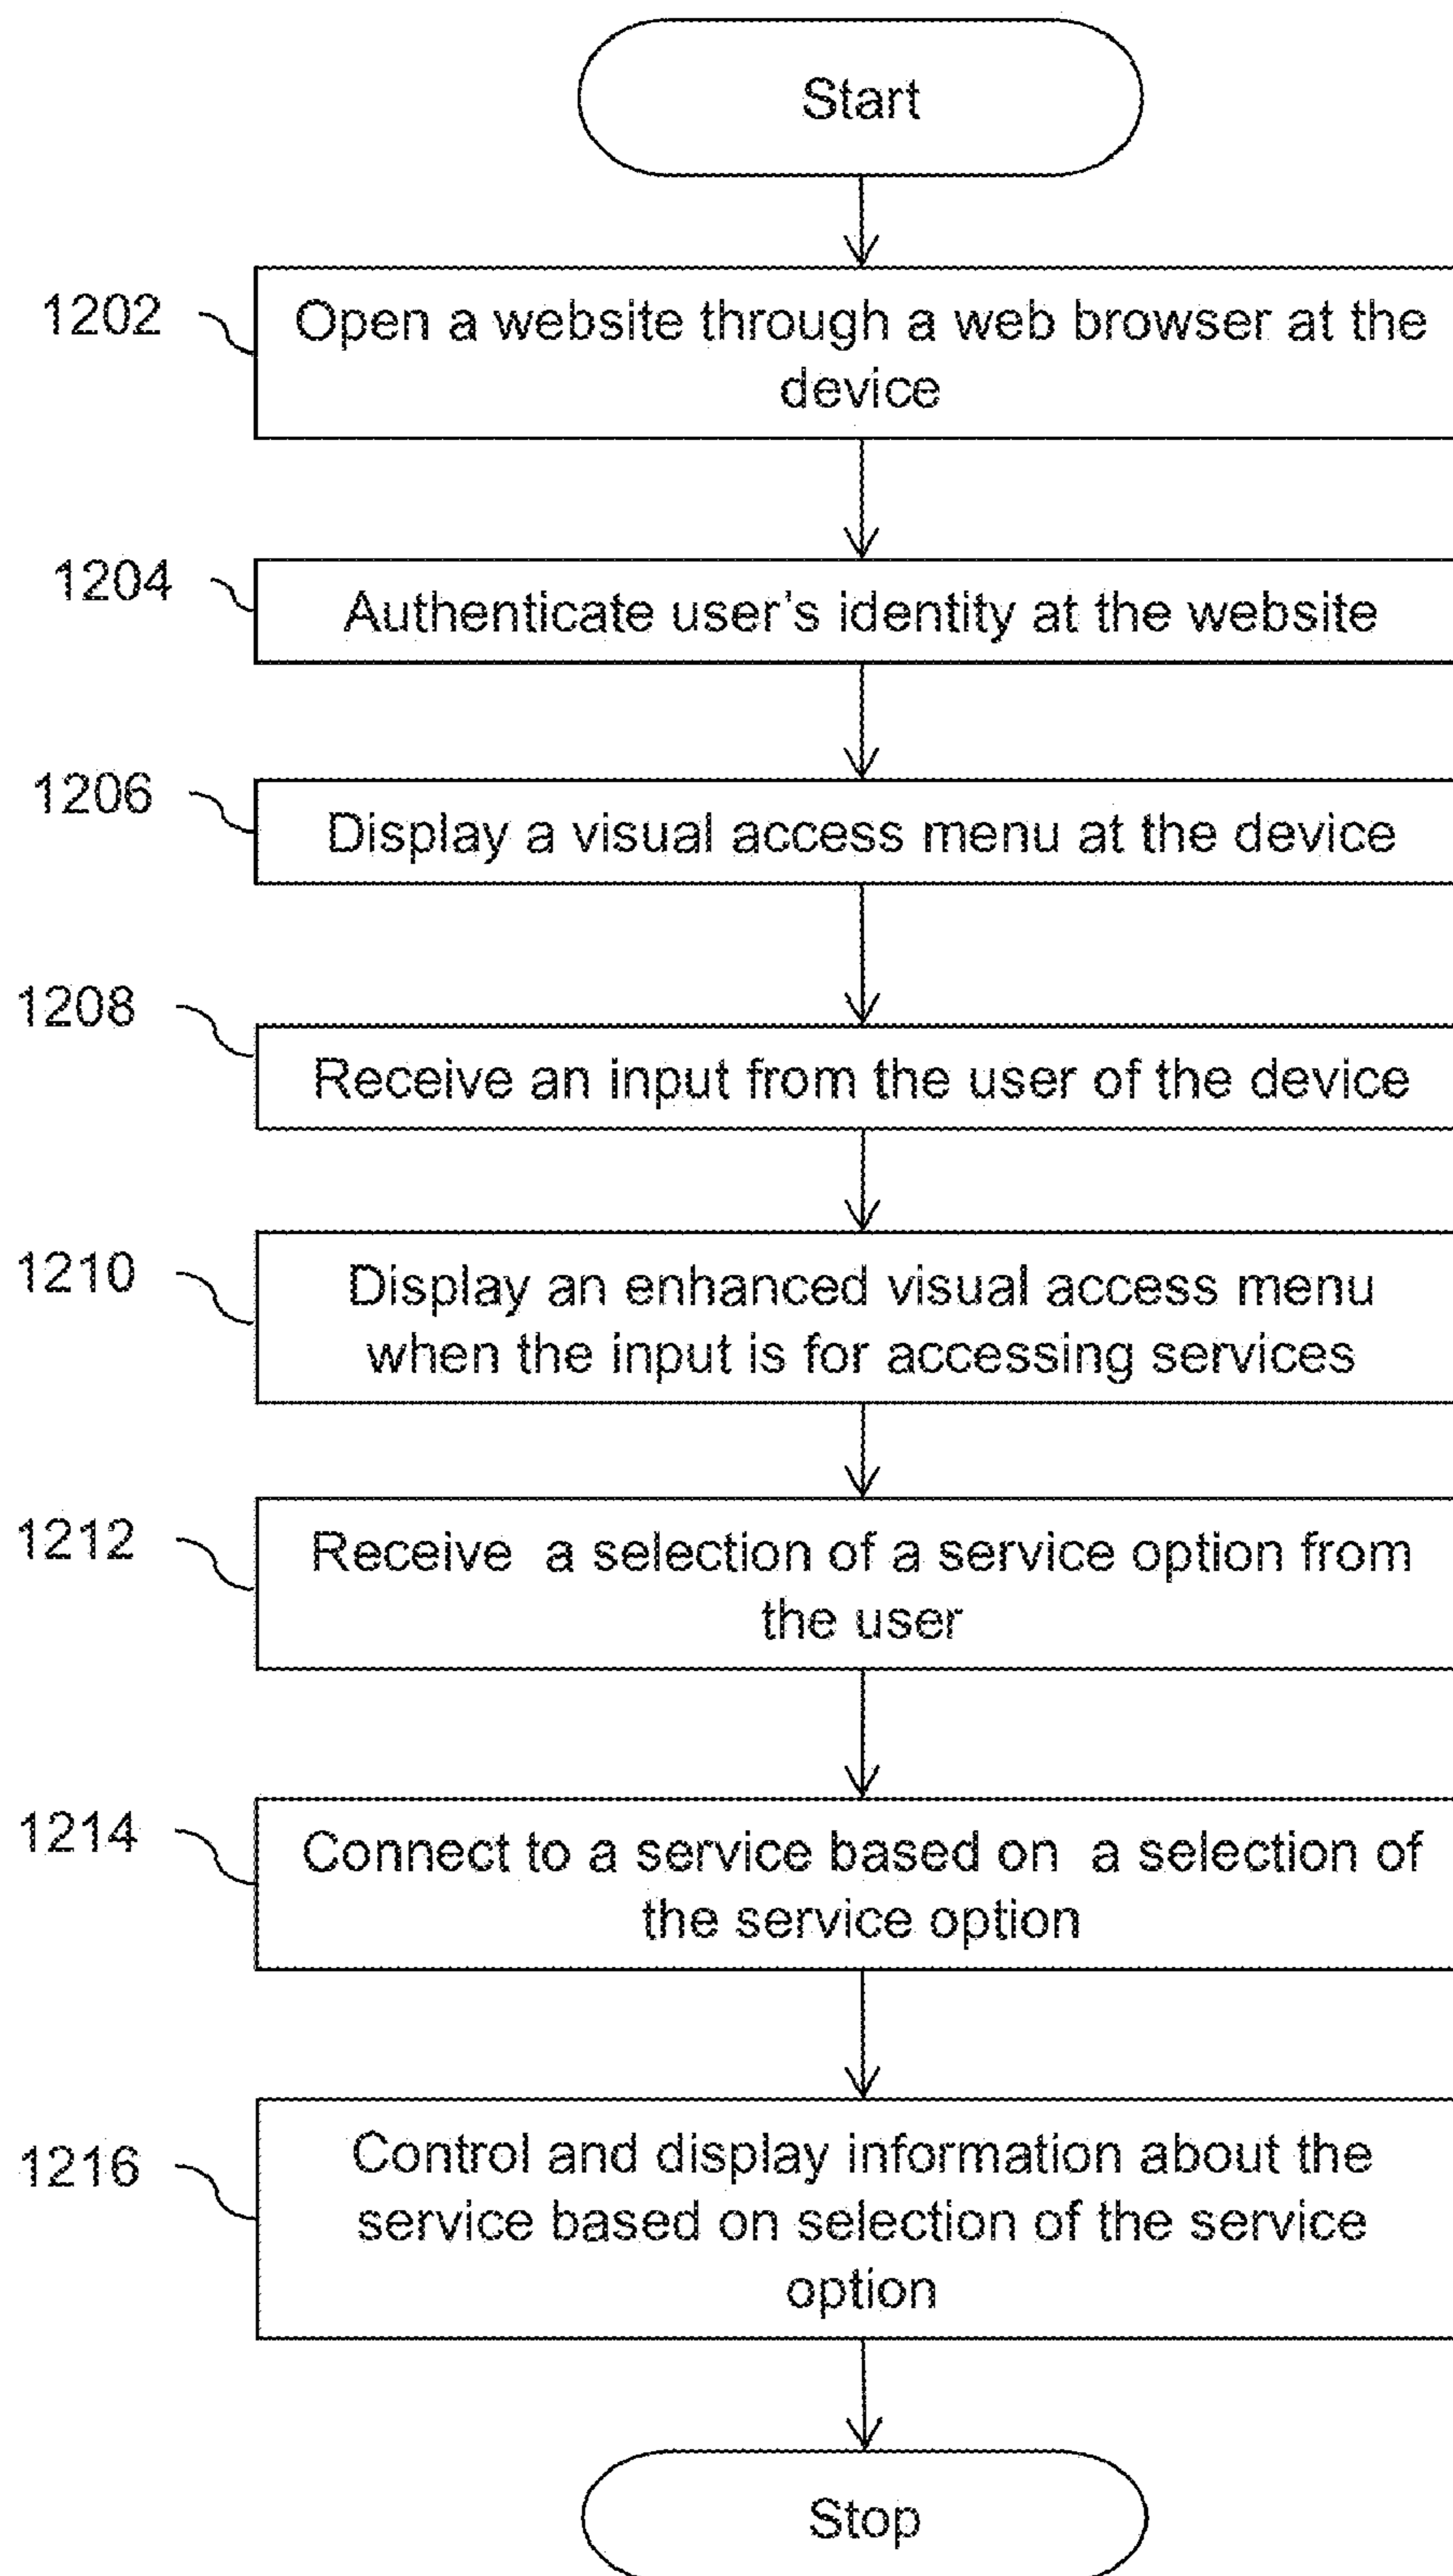 Start
1202
Open a website through a web browser at the
device
1204
Authenticate user’s identity at the website
1206
Display a visual access menu at the device
1208
Receive an input from the user of the device
1210
Display an enhanced visual access menu
when the input is for accessing services
1212
Receive a selection of a service option from
the user
1214
Connect to a service based on a selection of
the service option
1216
Control and display information about the
service based on selection of the service
option
Stop